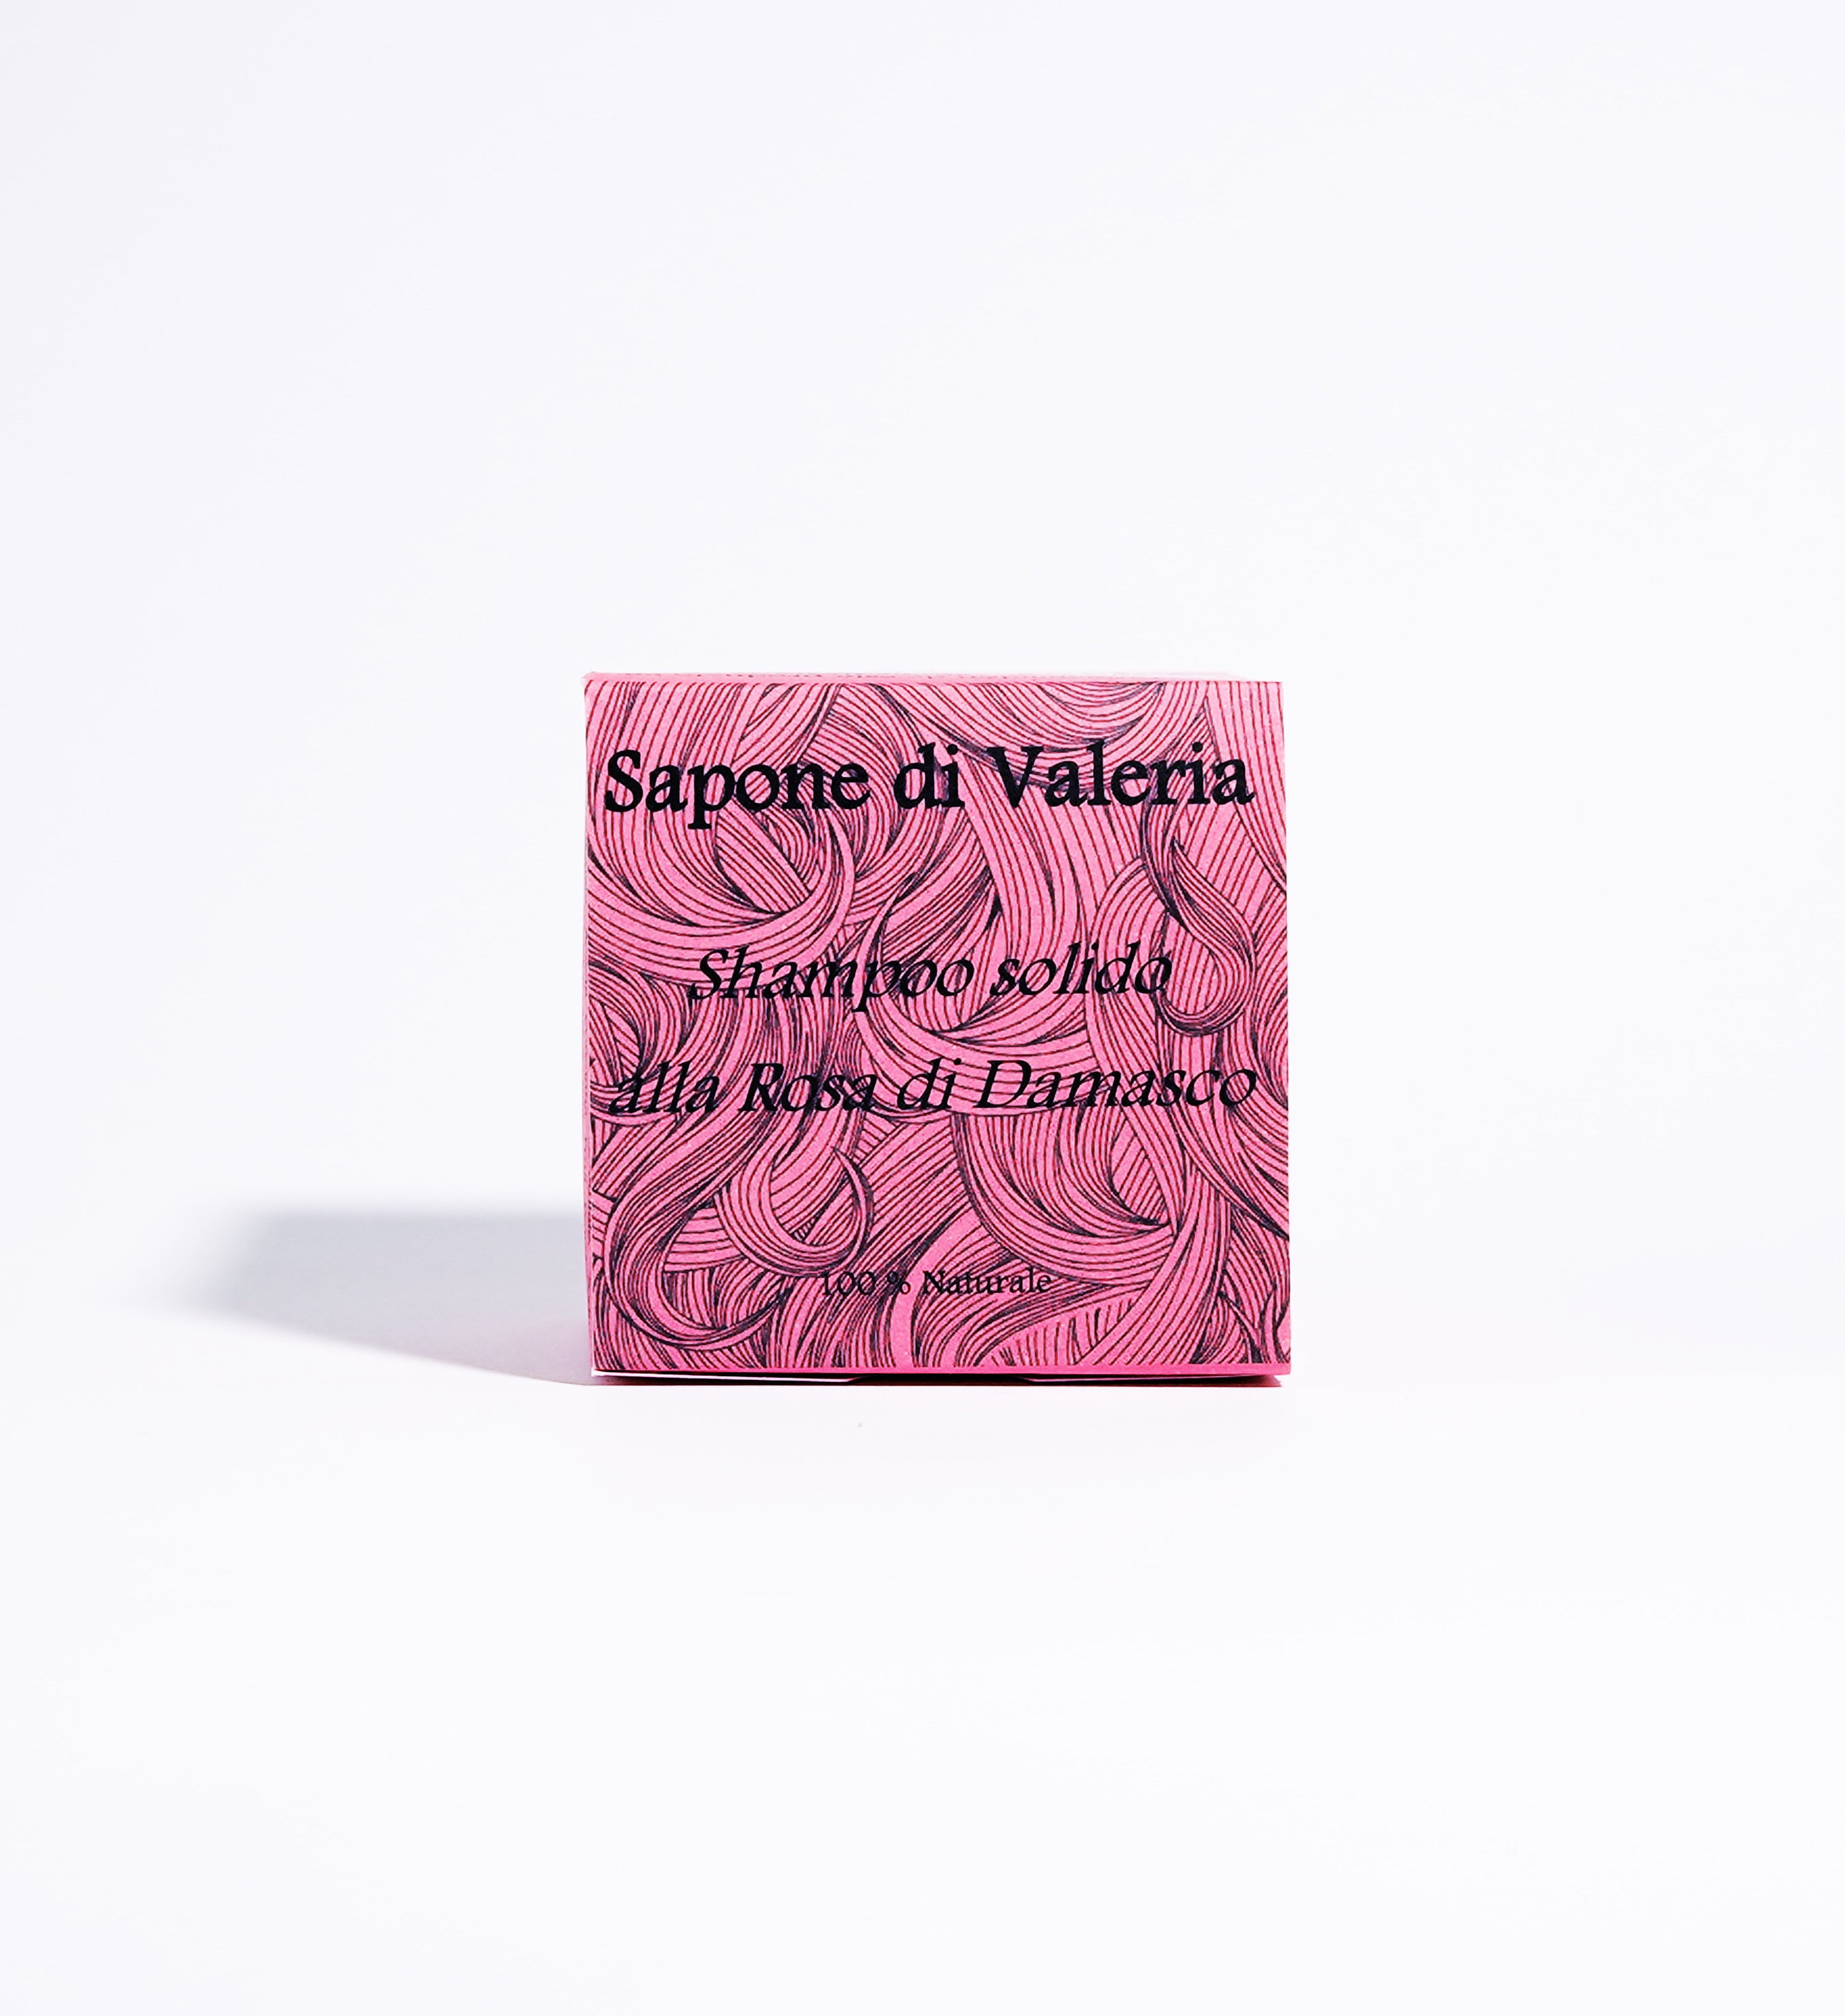 Sapone di Valeria
Shampoo solido
alla Rosa di Damasco
100 % Naturale